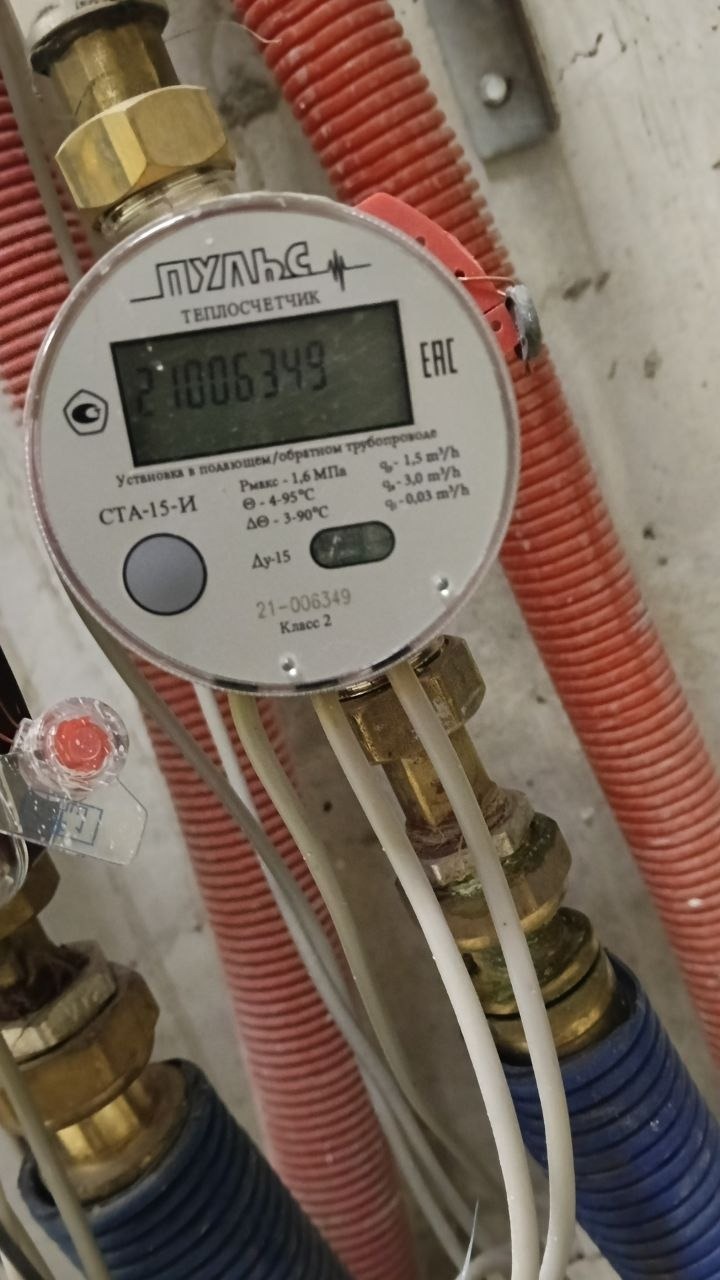 ПУЛЬС
ТЕПЛОСЧЕТЧИК
21006349
ЕАС
Установка в подающем/обратном трубопроводе
СТА-15-И
Рмакс - 1,6 МПа
Θ - 4-95°C
ΔΘ - 3-90°C
qₚ - 1,5 m³/h
qₛ - 3,0 m³/h
qᵢ - 0,03 m³/h
Ду-15
21-006349
Класс 2